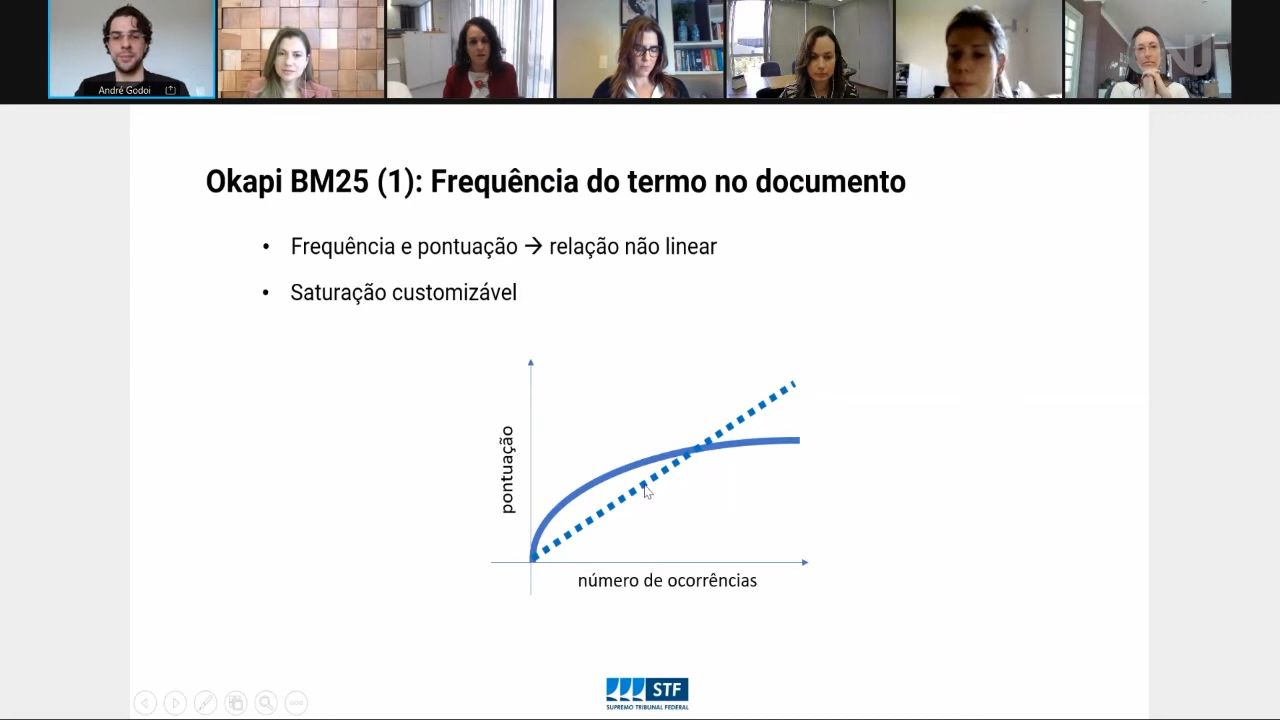 André Godoi
Okapi BM25 (1): Frequência do termo no documento
• Frequência e pontuação → relação não linear
• Saturação customizável
pontuação
número de ocorrências
STF
SUPREMO TRIBUNAL FEDERAL